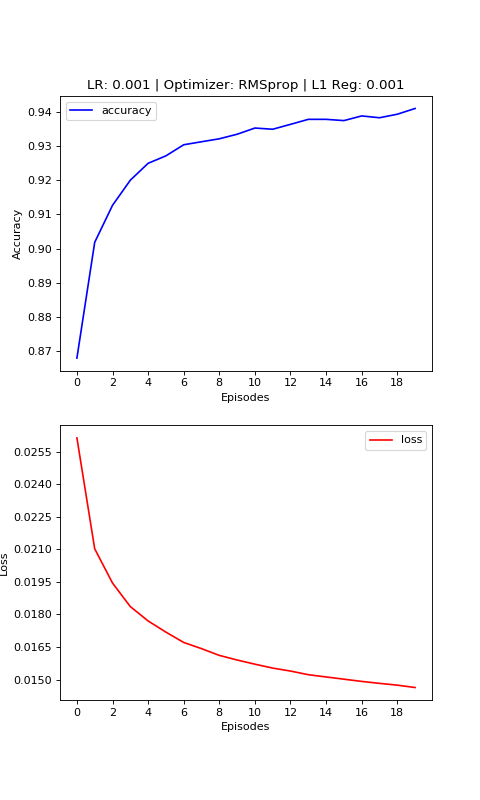 LR: 0.001 | Optimizer: RMSprop | L1 Reg: 0.001
accuracy
0.94
0.93
0.92
0.91
0.90
0.89
0.88
0.87
Accuracy
0 2 4 6 8 10 12 14 16 18
Episodes
loss
0.0255
0.0240
0.0225
0.0210
0.0195
0.0180
0.0165
0.0150
Loss
0 2 4 6 8 10 12 14 16 18
Episodes